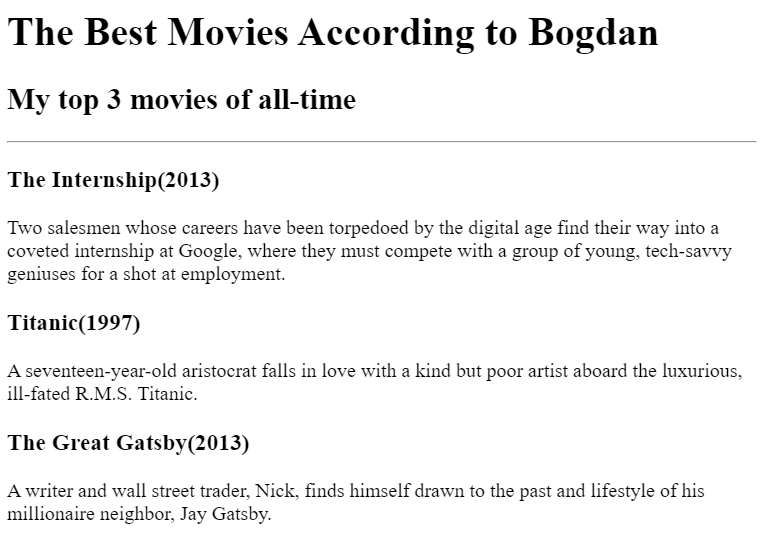 The Best Movies According to Bogdan
My top 3 movies of all-time
The Internship(2013)
Two salesmen whose careers have been torpedoed by the digital age find their way into a
coveted internship at Google, where they must compete with a group of young, tech-savvy
geniuses for a shot at employment.
Titanic(1997)
A seventeen-year-old aristocrat falls in love with a kind but poor artist aboard the luxurious,
ill-fated R.M.S. Titanic.
The Great Gatsby(2013)
A writer and wall street trader, Nick, finds himself drawn to the past and lifestyle of his
millionaire neighbor, Jay Gatsby.